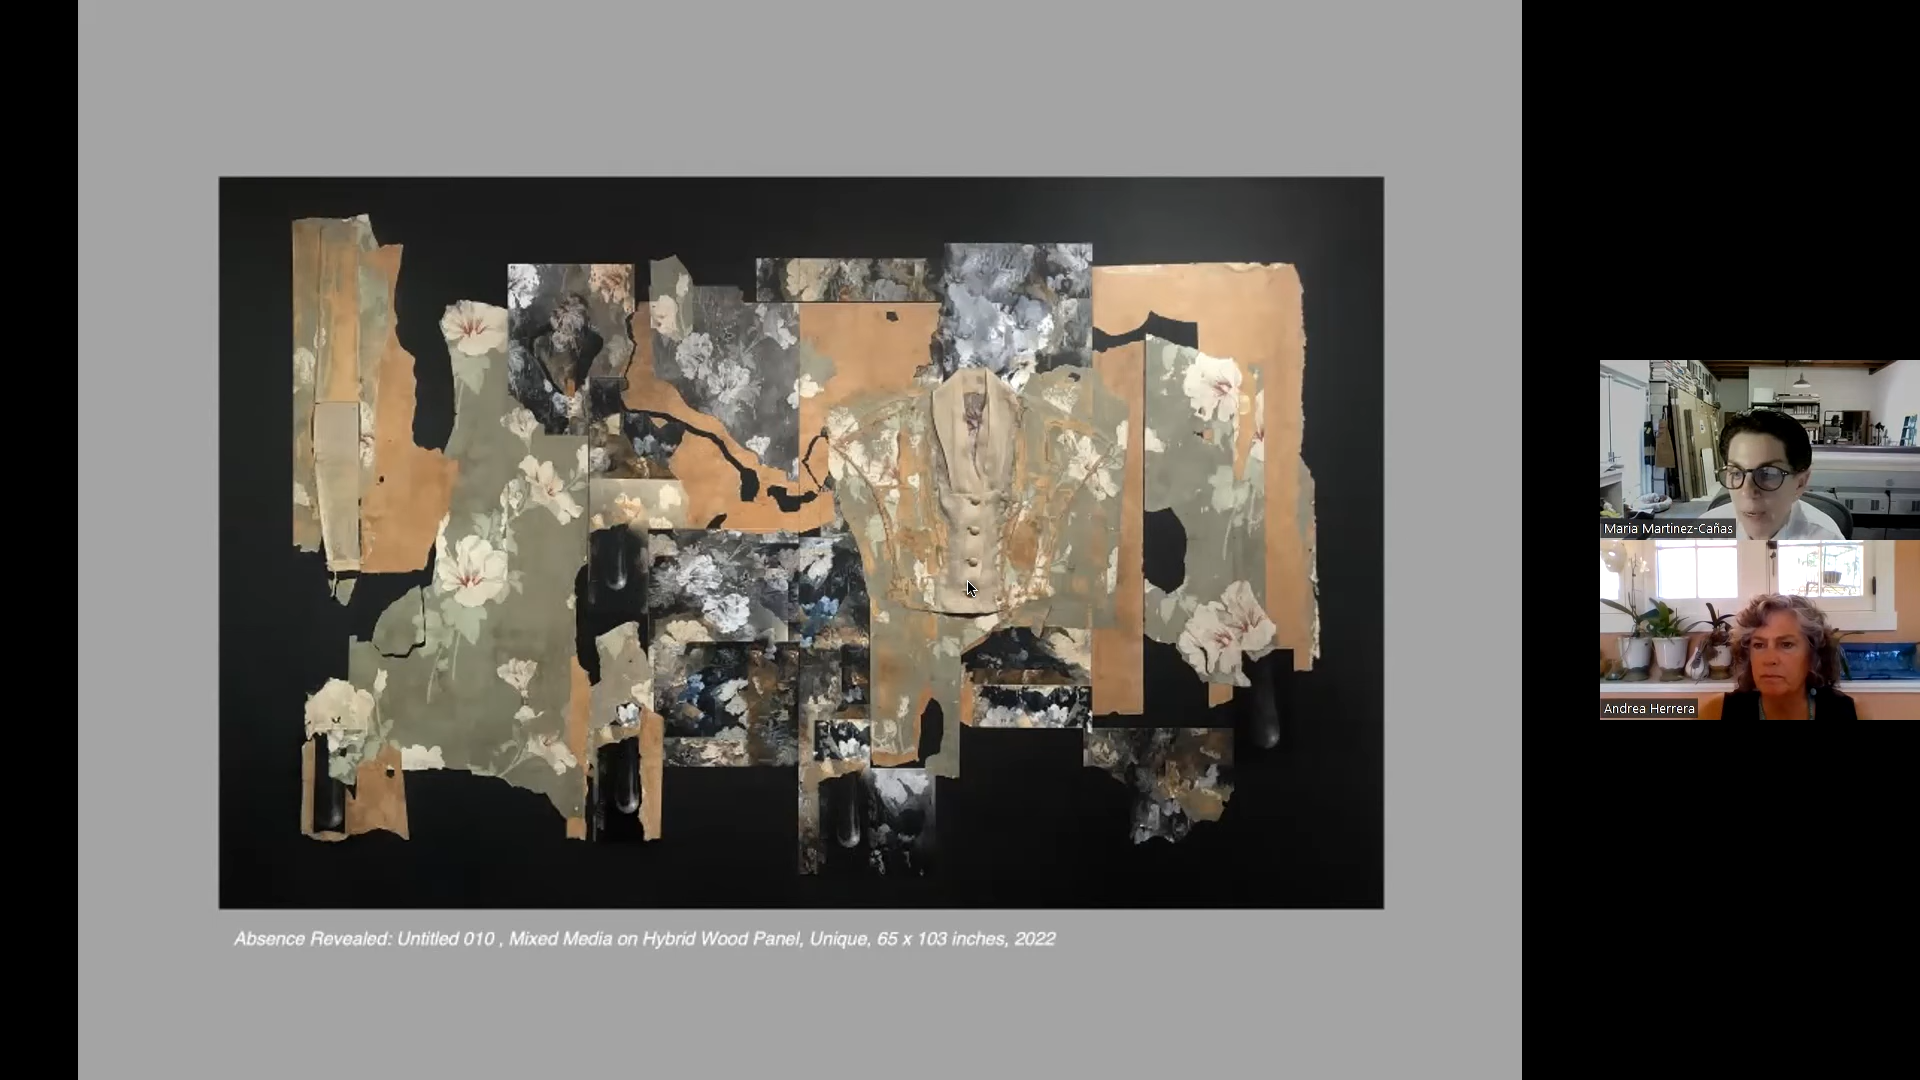 Absence Revealed: Untitled 010 , Mixed Media on Hybrid Wood Panel, Unique, 65 x 103 inches, 2022
Maria Martinez-Cañas
Andrea Herrera